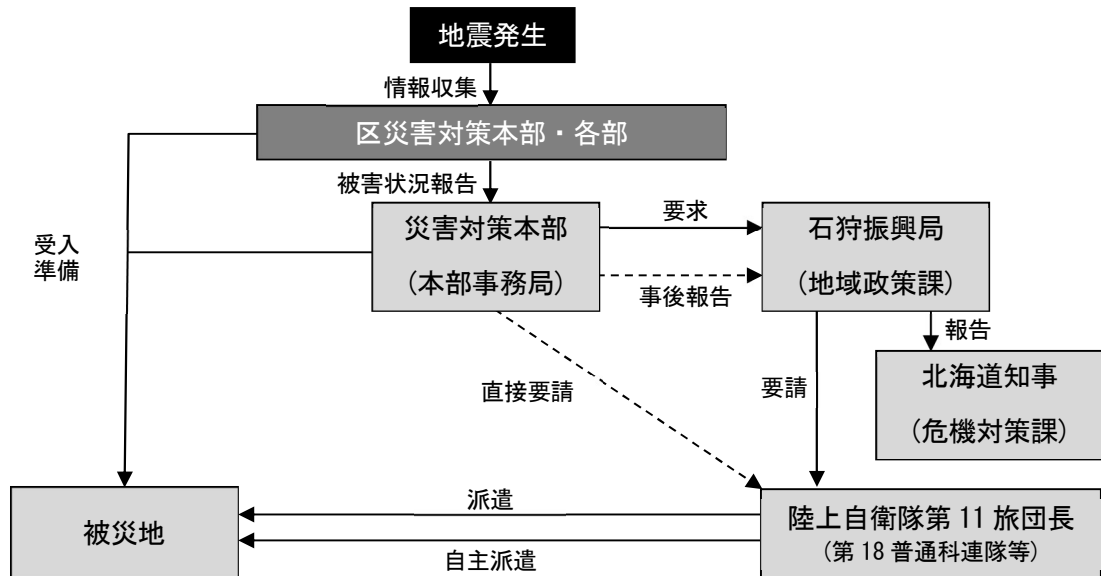 地震発生
情報収集
区災害対策本部・各部
被害状況報告
災害対策本部
(本部事務局)
要求
事後報告
石狩振興局
(地域政策課)
受入
準備
報告
直接要請
要請
北海道知事
(危機対策課)
被災地
派遣
自主派遣
陸上自衛隊第 11 旅団長
(第 18 普通科連隊等)